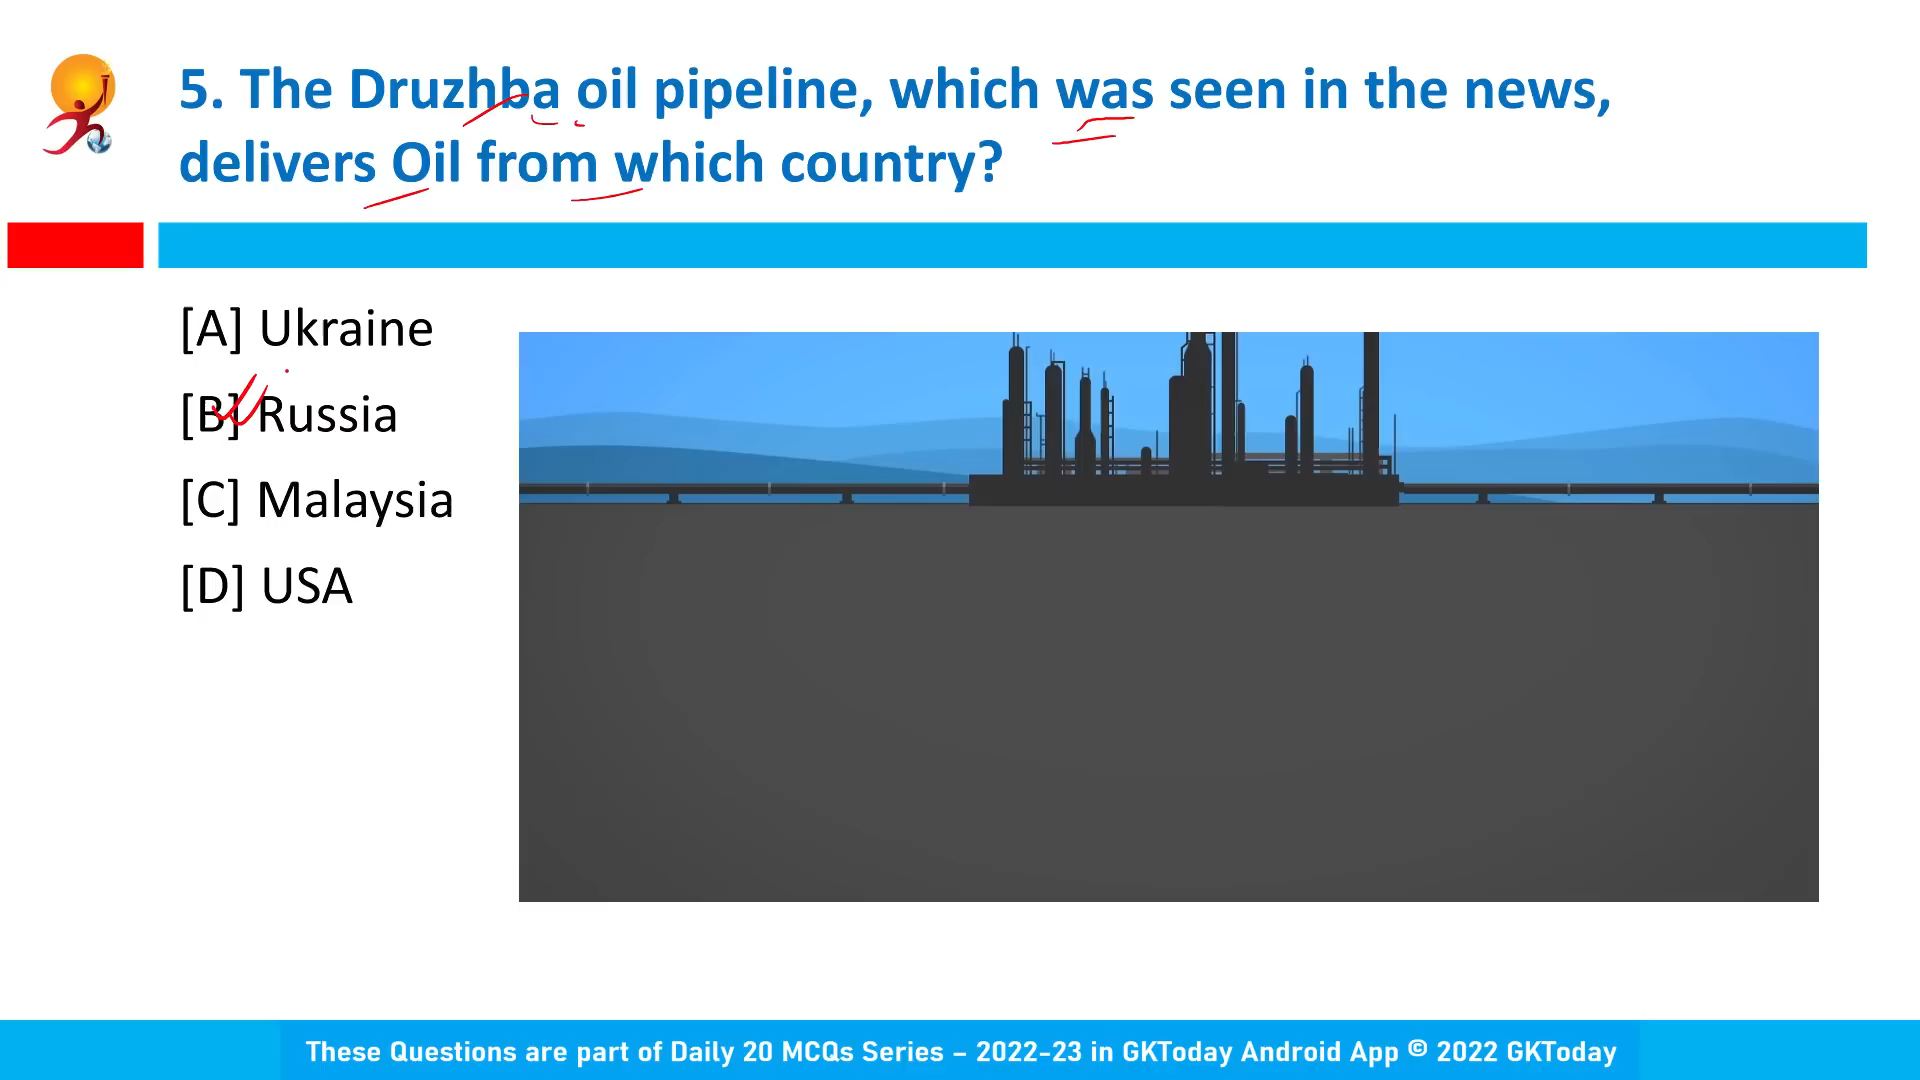 5. The Druzhba oil pipeline, which was seen in the news,
delivers Oil from which country?
[A] Ukraine
[B] Russia
[C] Malaysia
[D] USA
These Questions are part of Daily 20 MCQs Series – 2022-23 in GKToday Android App © 2022 GKToday